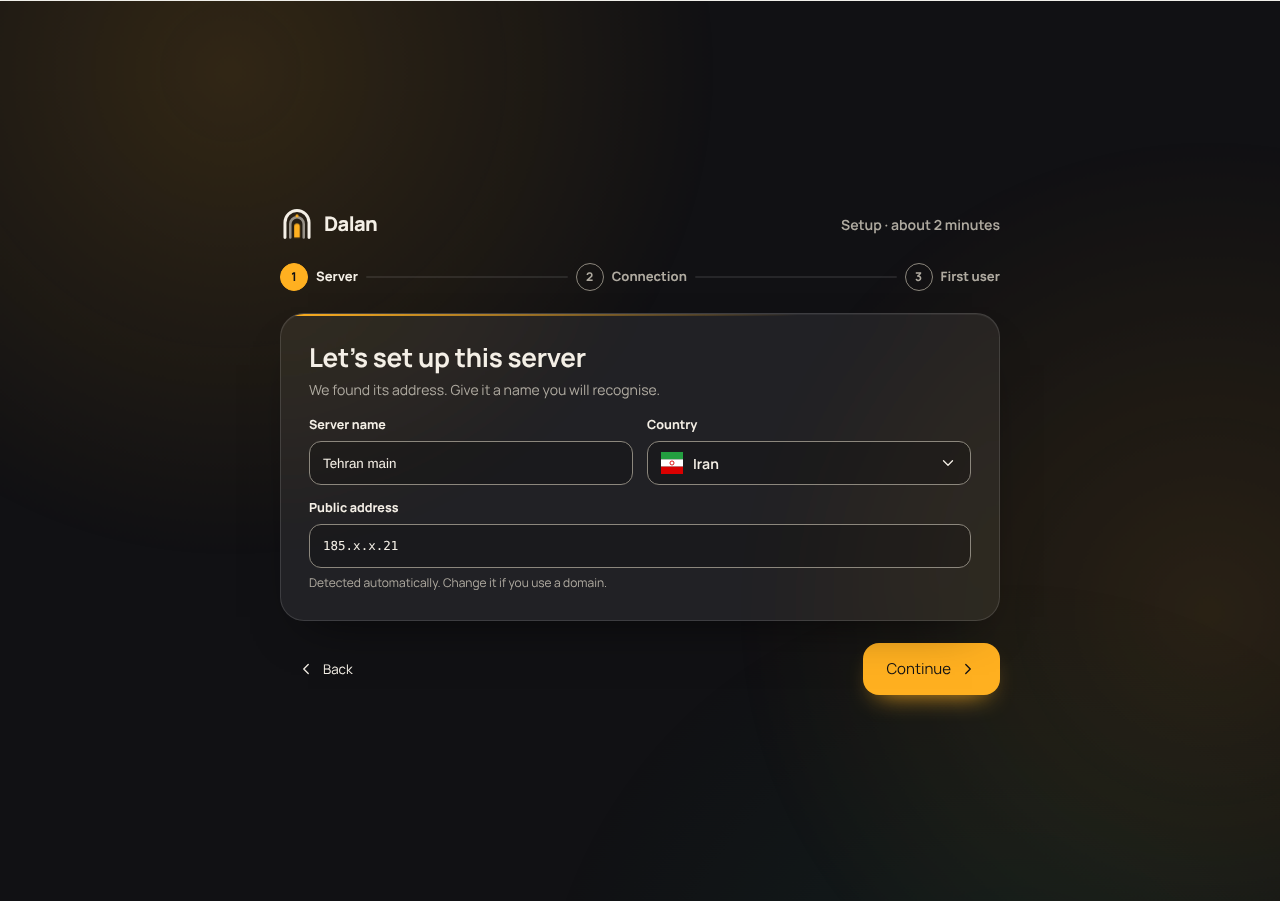 Dalan
Setup · about 2 minutes
1 Server
2 Connection
3 First user
Let’s set up this server
We found its address. Give it a name you will recognise.
Server name
Country
Tehran main
Iran
Public address
185.x.x.21
Detected automatically. Change it if you use a domain.
Back
Continue